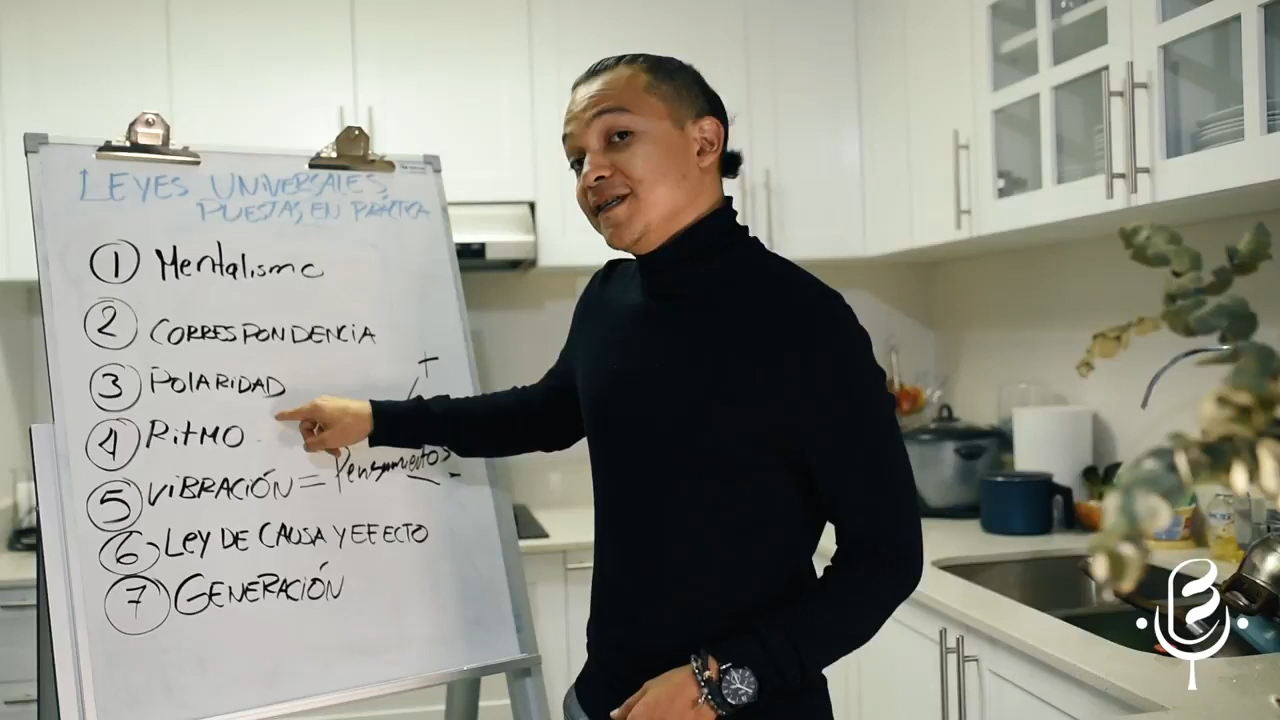 LEYES UNIVERSALES
PUESTAS EN PRÁCTICA
1 Mentalismo
2 CORRESPONDENCIA
3 POLARIDAD
+
4 RITMO
5 VIBRACIÓN = Pensamientos
-
6 Ley DE CAUSA Y EFECTO
7 GENERACIÓN